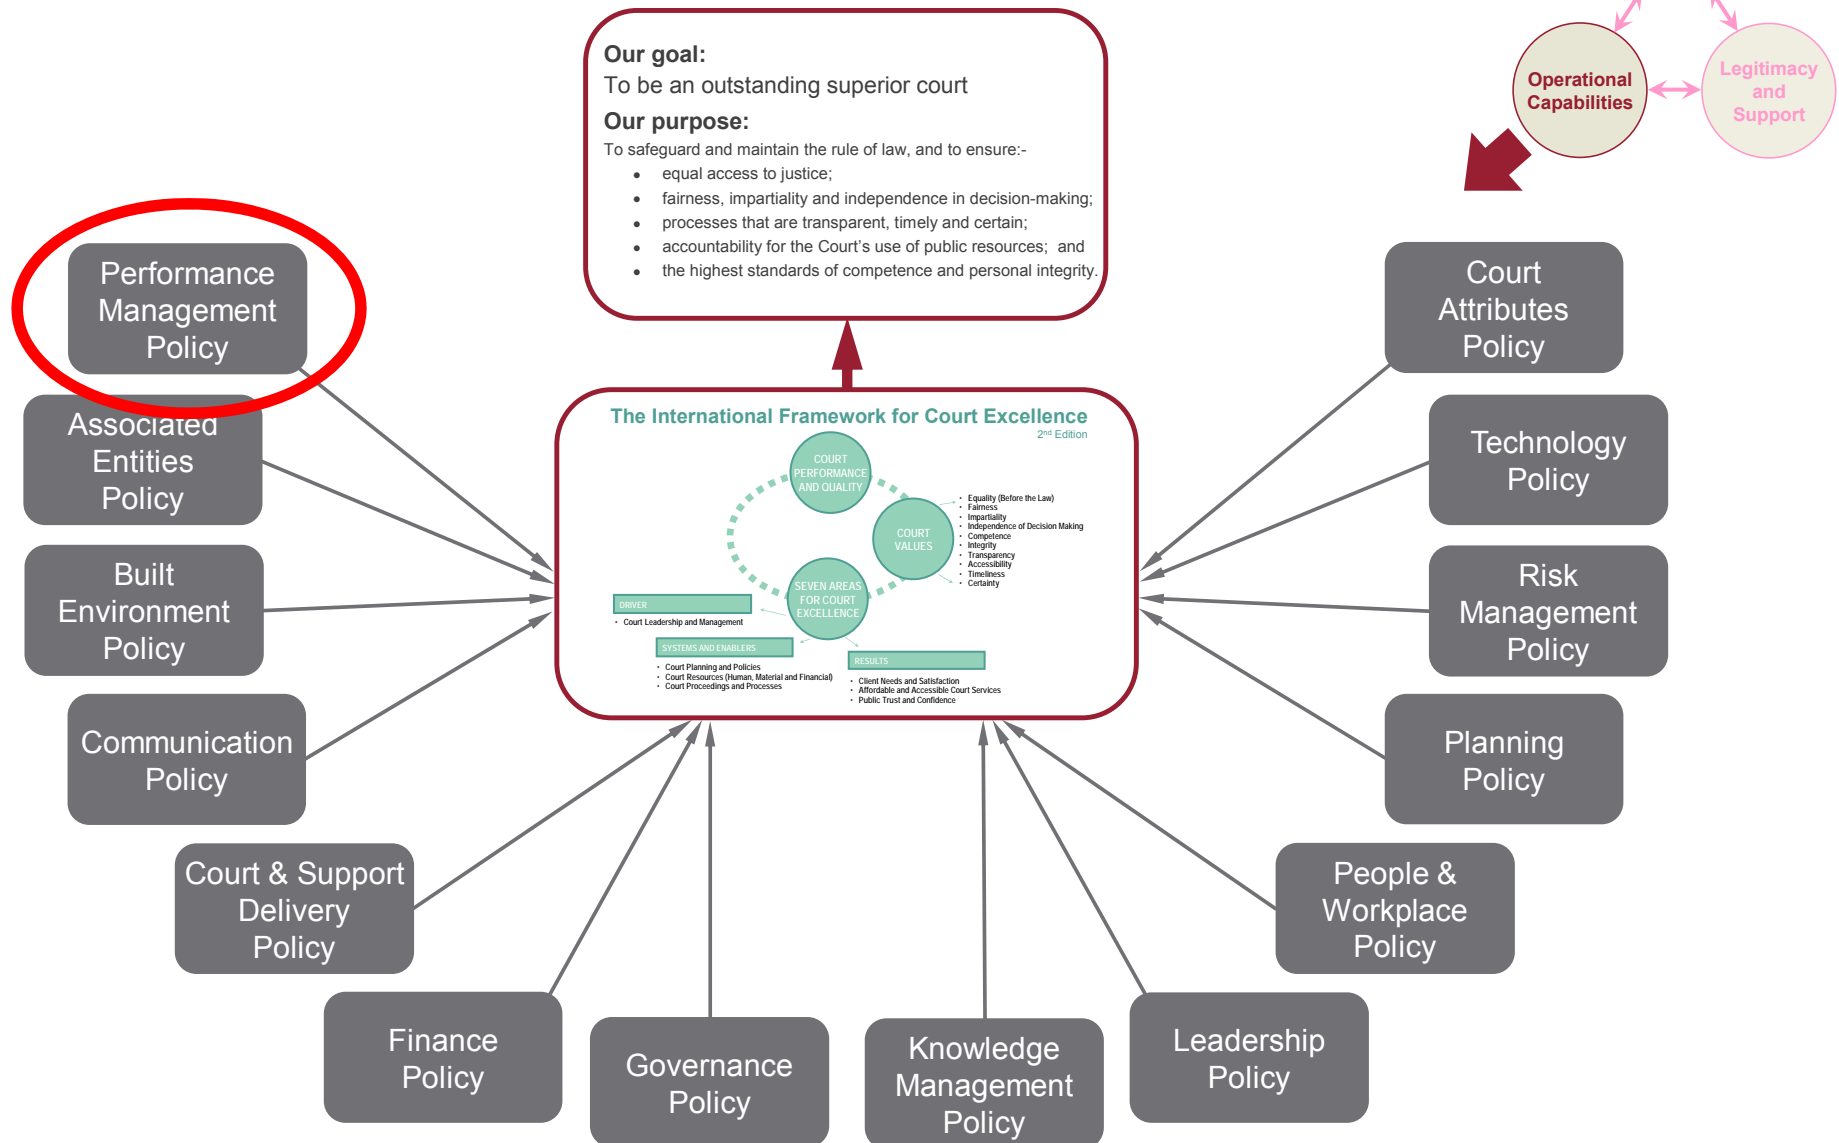 Our goal:
To be an outstanding superior court
Our purpose:
To safeguard and maintain the rule of law, and to ensure:-
• equal access to justice;
• fairness, impartiality and independence in decision-making;
• processes that are transparent, timely and certain;
• accountability for the Court's use of public resources; and
• the highest standards of competence and personal integrity.
Operational
Capabilities
Legitimacy
and
Support
Performance
Management
Policy
Associated
Entities
Policy
Built
Environment
Policy
Communication
Policy
Court & Support
Delivery
Policy
Finance
Policy
Governance
Policy
Knowledge
Management
Policy
Leadership
Policy
People &
Workplace
Policy
Planning
Policy
Risk
Management
Policy
Technology
Policy
Court
Attributes
Policy
The International Framework for Court Excellence
2nd Edition
COURT
PERFORMANCE
AND QUALITY
COURT
VALUES
• Equality (Before the Law)
• Fairness
• Impartiality
• Independence of Decision Making
• Competence
• Integrity
• Transparency
• Accessibility
• Timeliness
• Certainty
SEVEN AREAS
FOR COURT
EXCELLENCE
DRIVER
• Court Leadership and Management
SYSTEMS AND ENABLERS
• Court Planning and Policies
• Court Resources (Human, Material and Financial)
• Court Proceedings and Processes
RESULTS
• Client Needs and Satisfaction
• Affordable and Accessible Court Services
• Public Trust and Confidence